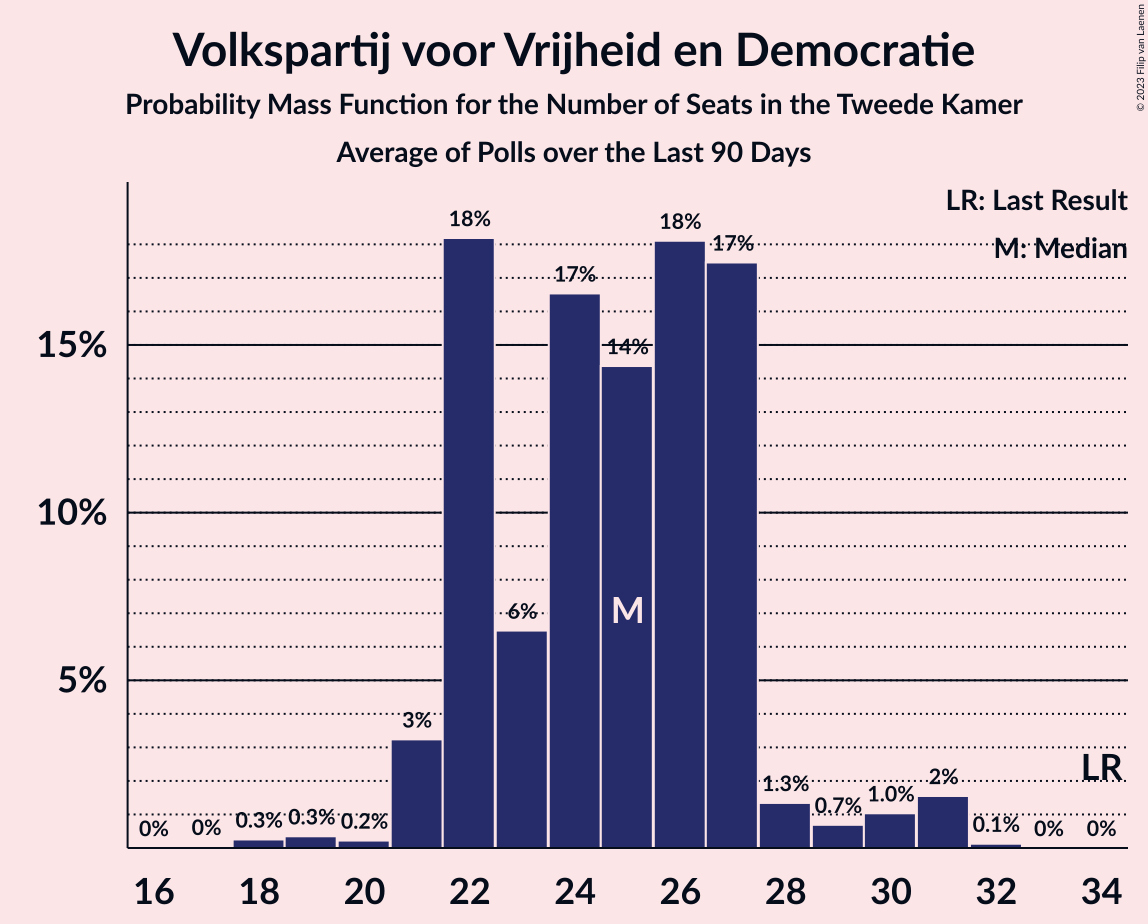 Volkspartij voor Vrijheid en Democratie
Probability Mass Function for the Number of Seats in the Tweede Kamer
Average of Polls over the Last 90 Days
© 2023 Filip van Laenen
LR: Last Result
M: Median
15%
10%
5%
0%
0%
0.3%
0.3%
0.2%
3%
18%
6%
17%
14%
18%
17%
1.3%
0.7%
1.0%
2%
0.1%
0%
0%
M
LR
16 18 20 22 24 26 28 30 32 34